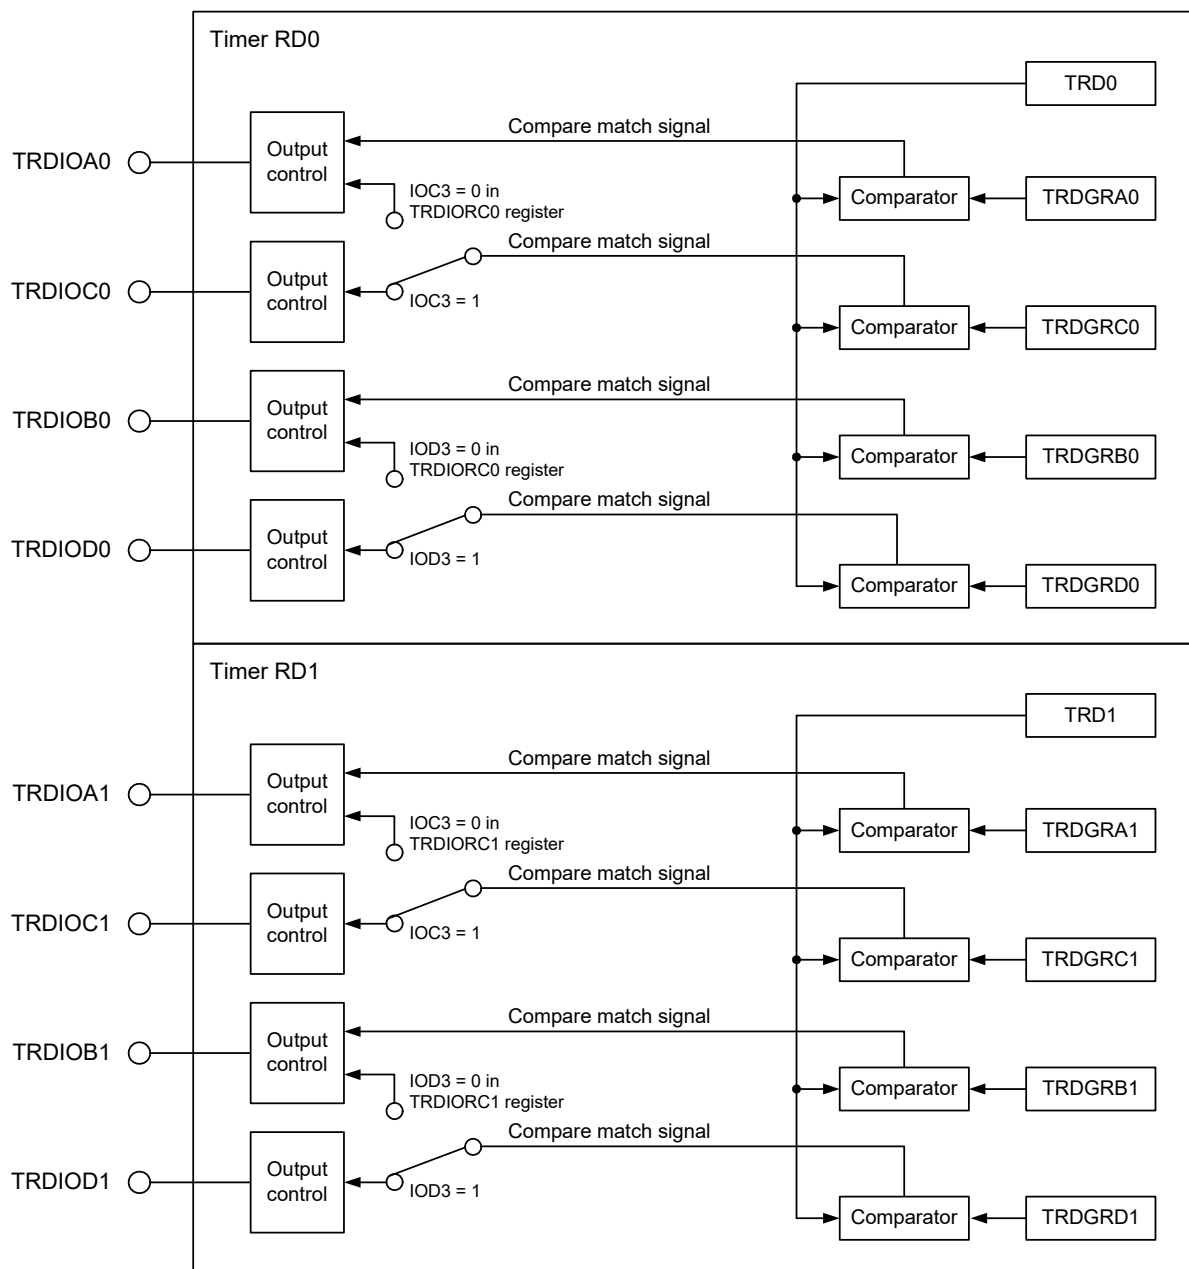 Timer RD0
TRD0
Compare match signal
TRDIOA0
Output
control
IOC3 = 0 in
TRDIORC0 register
Comparator
TRDGRA0
Compare match signal
TRDIOC0
Output
control
IOC3 = 1
Comparator
TRDGRC0
Compare match signal
TRDIOB0
Output
control
IOD3 = 0 in
TRDIORC0 register
Comparator
TRDGRB0
Compare match signal
TRDIOD0
Output
control
IOD3 = 1
Comparator
TRDGRD0
Timer RD1
TRD1
Compare match signal
TRDIOA1
Output
control
IOC3 = 0 in
TRDIORC1 register
Comparator
TRDGRA1
Compare match signal
TRDIOC1
Output
control
IOC3 = 1
Comparator
TRDGRC1
Compare match signal
TRDIOB1
Output
control
IOD3 = 0 in
TRDIORC1 register
Comparator
TRDGRB1
Compare match signal
TRDIOD1
Output
control
IOD3 = 1
Comparator
TRDGRD1